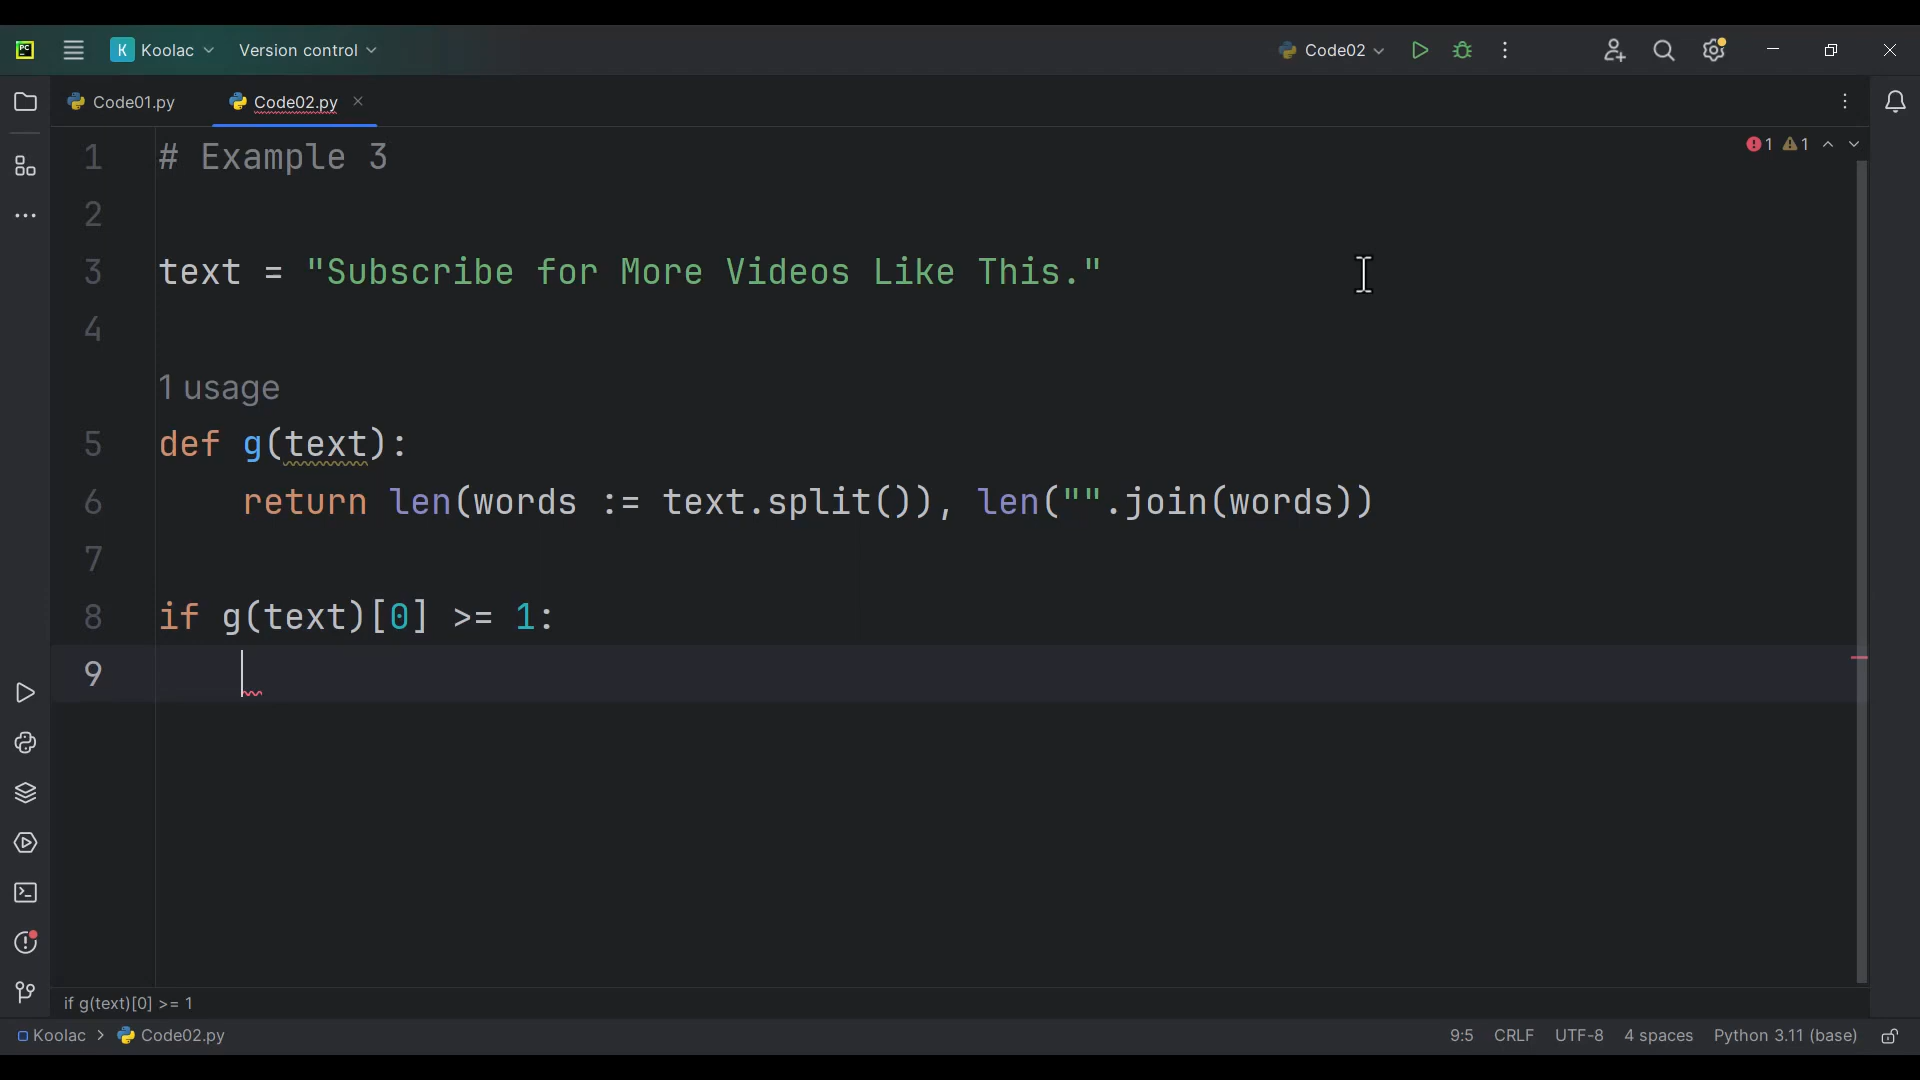 PC
K Koolac Version control Code02
Code01.py Code02.py
1 1
1 # Example 3
2
3 text = "Subscribe for More Videos Like This."
4
1 usage
5 def g(text):
6 return len(words := text.split()), len("".join(words))
7
8 if g(text)[0] >= 1:
9
if g(text)[0] >= 1
Koolac > Code02.py 9:5 CRLF UTF-8 4 spaces Python 3.11 (base)